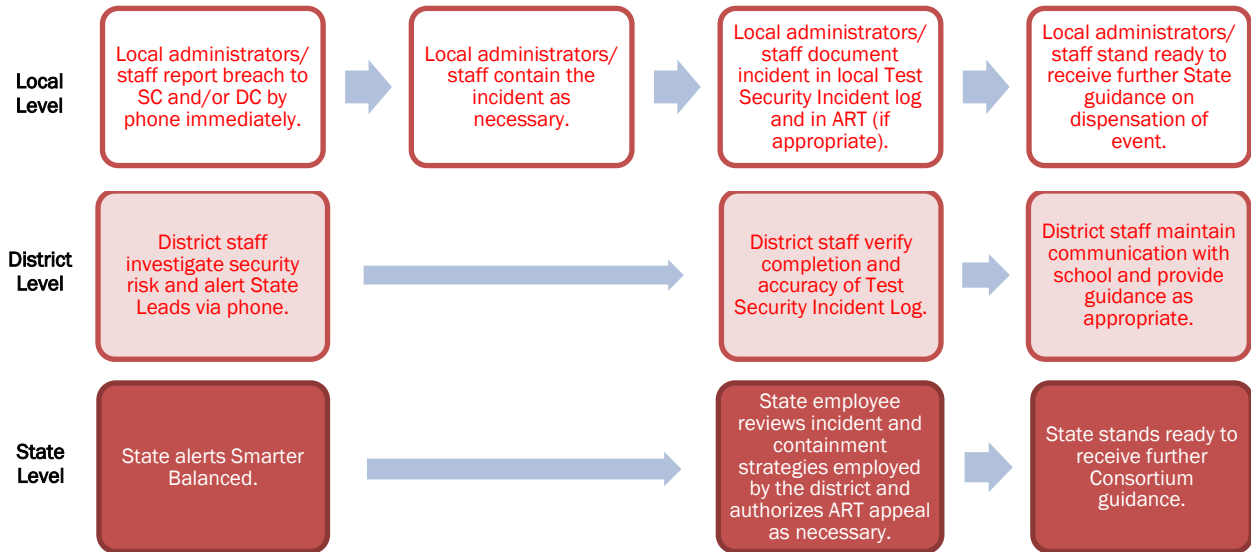 Local
Level
Local administrators/
staff report breach to
SC and/or DC by
phone immediately.
Local administrators/
staff contain the
incident as
necessary.
Local administrators/
staff document
incident in local Test
Security Incident log
and in ART (if
appropriate).
Local administrators/
staff stand ready to
receive further State
guidance on
dispensation of
event.
District
Level
District staff
investigate security
risk and alert State
Leads via phone.
District staff verify
completion and
accuracy of Test
Security Incident Log.
District staff maintain
communication with
school and provide
guidance as
appropriate.
State
Level
State alerts Smarter
Balanced.
State employee
reviews incident and
containment
strategies employed
by the district and
authorizes ART appeal
as necessary.
State stands ready to
receive further
Consortium
guidance.